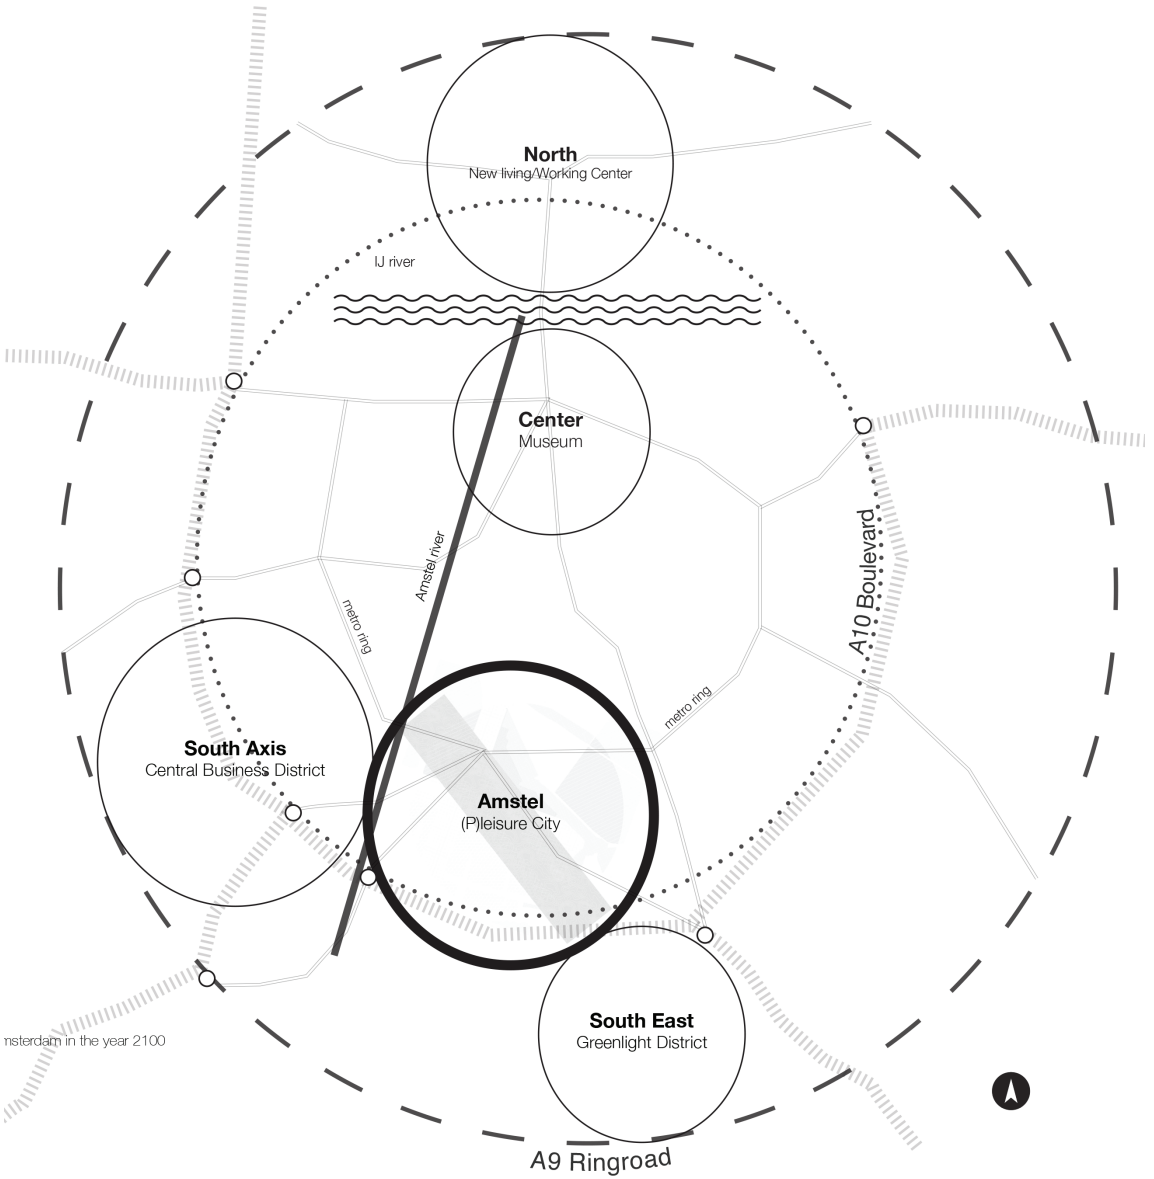 North
New living/Working Center
IJ river
Center
Museum
Amstel river
A10 Boulevard
metro ring
metro ring
South Axis
Central Business District
Amstel
(P)leisure City
South East
Greenlight District
msterdam in the year 2100
A9 Ringroad